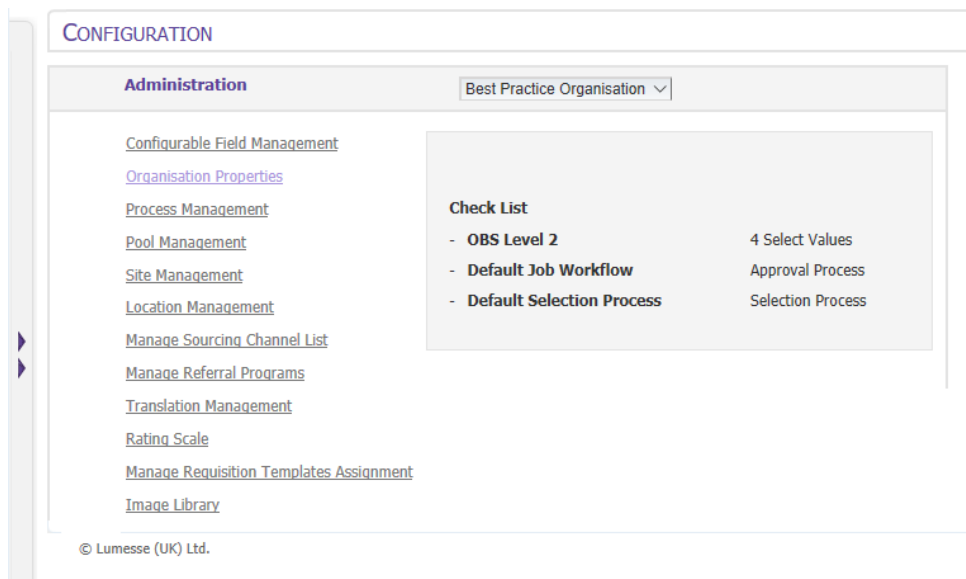 CONFIGURATION
Administration
Best Practice Organisation
Configurable Field Management
Organisation Properties
Process Management
Pool Management
Site Management
Location Management
Manage Sourcing Channel List
Manage Referral Programs
Translation Management
Rating Scale
Manage Requisition Templates Assignment
Image Library
Check List
- OBS Level 2 4 Select Values
- Default Job Workflow Approval Process
- Default Selection Process Selection Process
© Lumesse (UK) Ltd.